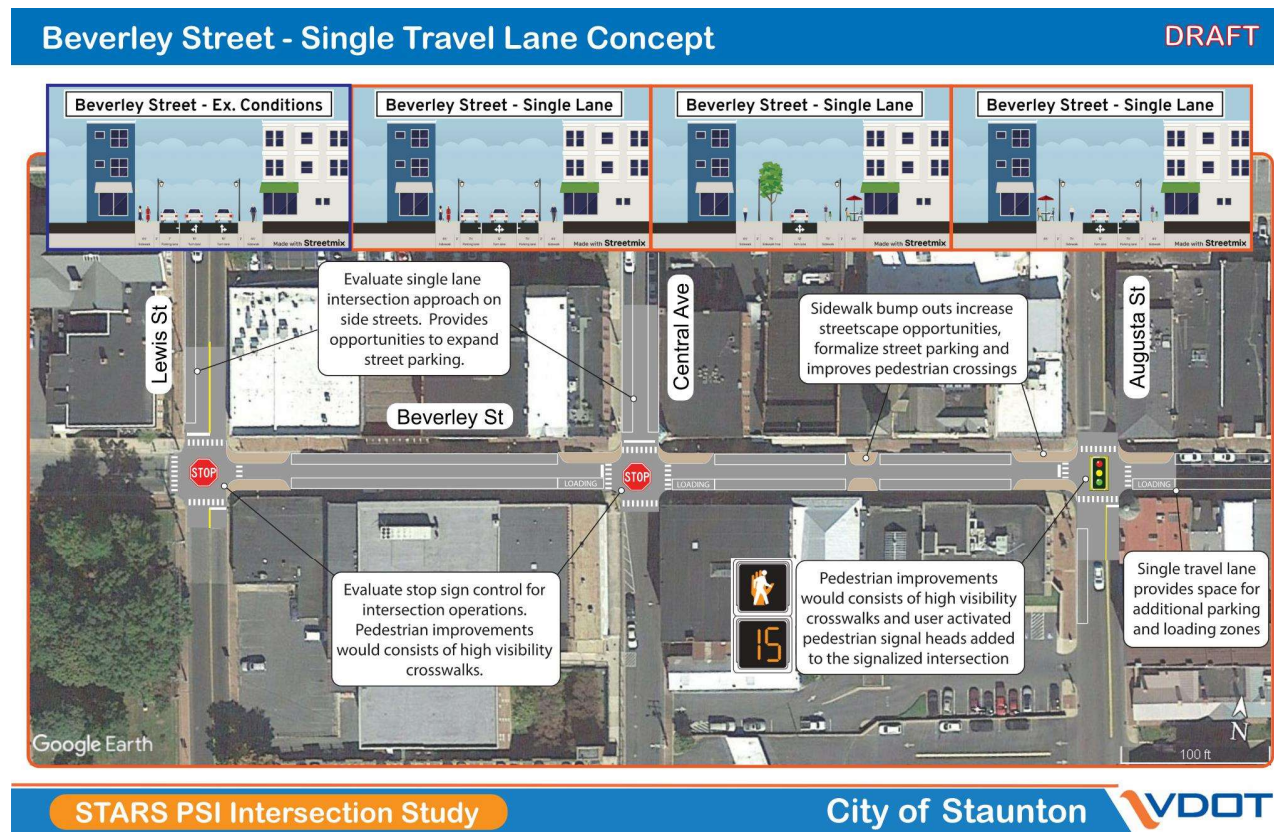 Beverley Street - Single Travel Lane Concept
DRAFT
Beverley Street - Ex. Conditions
Beverley Street - Single Lane
Beverley Street - Single Lane
Beverley Street - Single Lane
Made with Streetmix
Made with Streetmix
Made with Streetmix
Made with Streetmix
Evaluate single lane
intersection approach on
side streets. Provides
opportunities to expand
street parking.
Sidewalk bump outs increase
streetscape opportunities,
formalize street parking and
improves pedestrian crossings
Lewis St
Central Ave
Augusta St
Beverley St
STOP
STOP
LOADING
LOADING
LOADING
Evaluate stop sign control for
intersection operations.
Pedestrian improvements
would consists of high visibility
crosswalks.
15
Pedestrian improvements
would consists of high visibility
crosswalks and user activated
pedestrian signal heads added
to the signalized intersection
Single travel lane
provides space for
additional parking
and loading zones
Google Earth
N
100 ft
STARS PSI Intersection Study
City of Staunton
VDOT